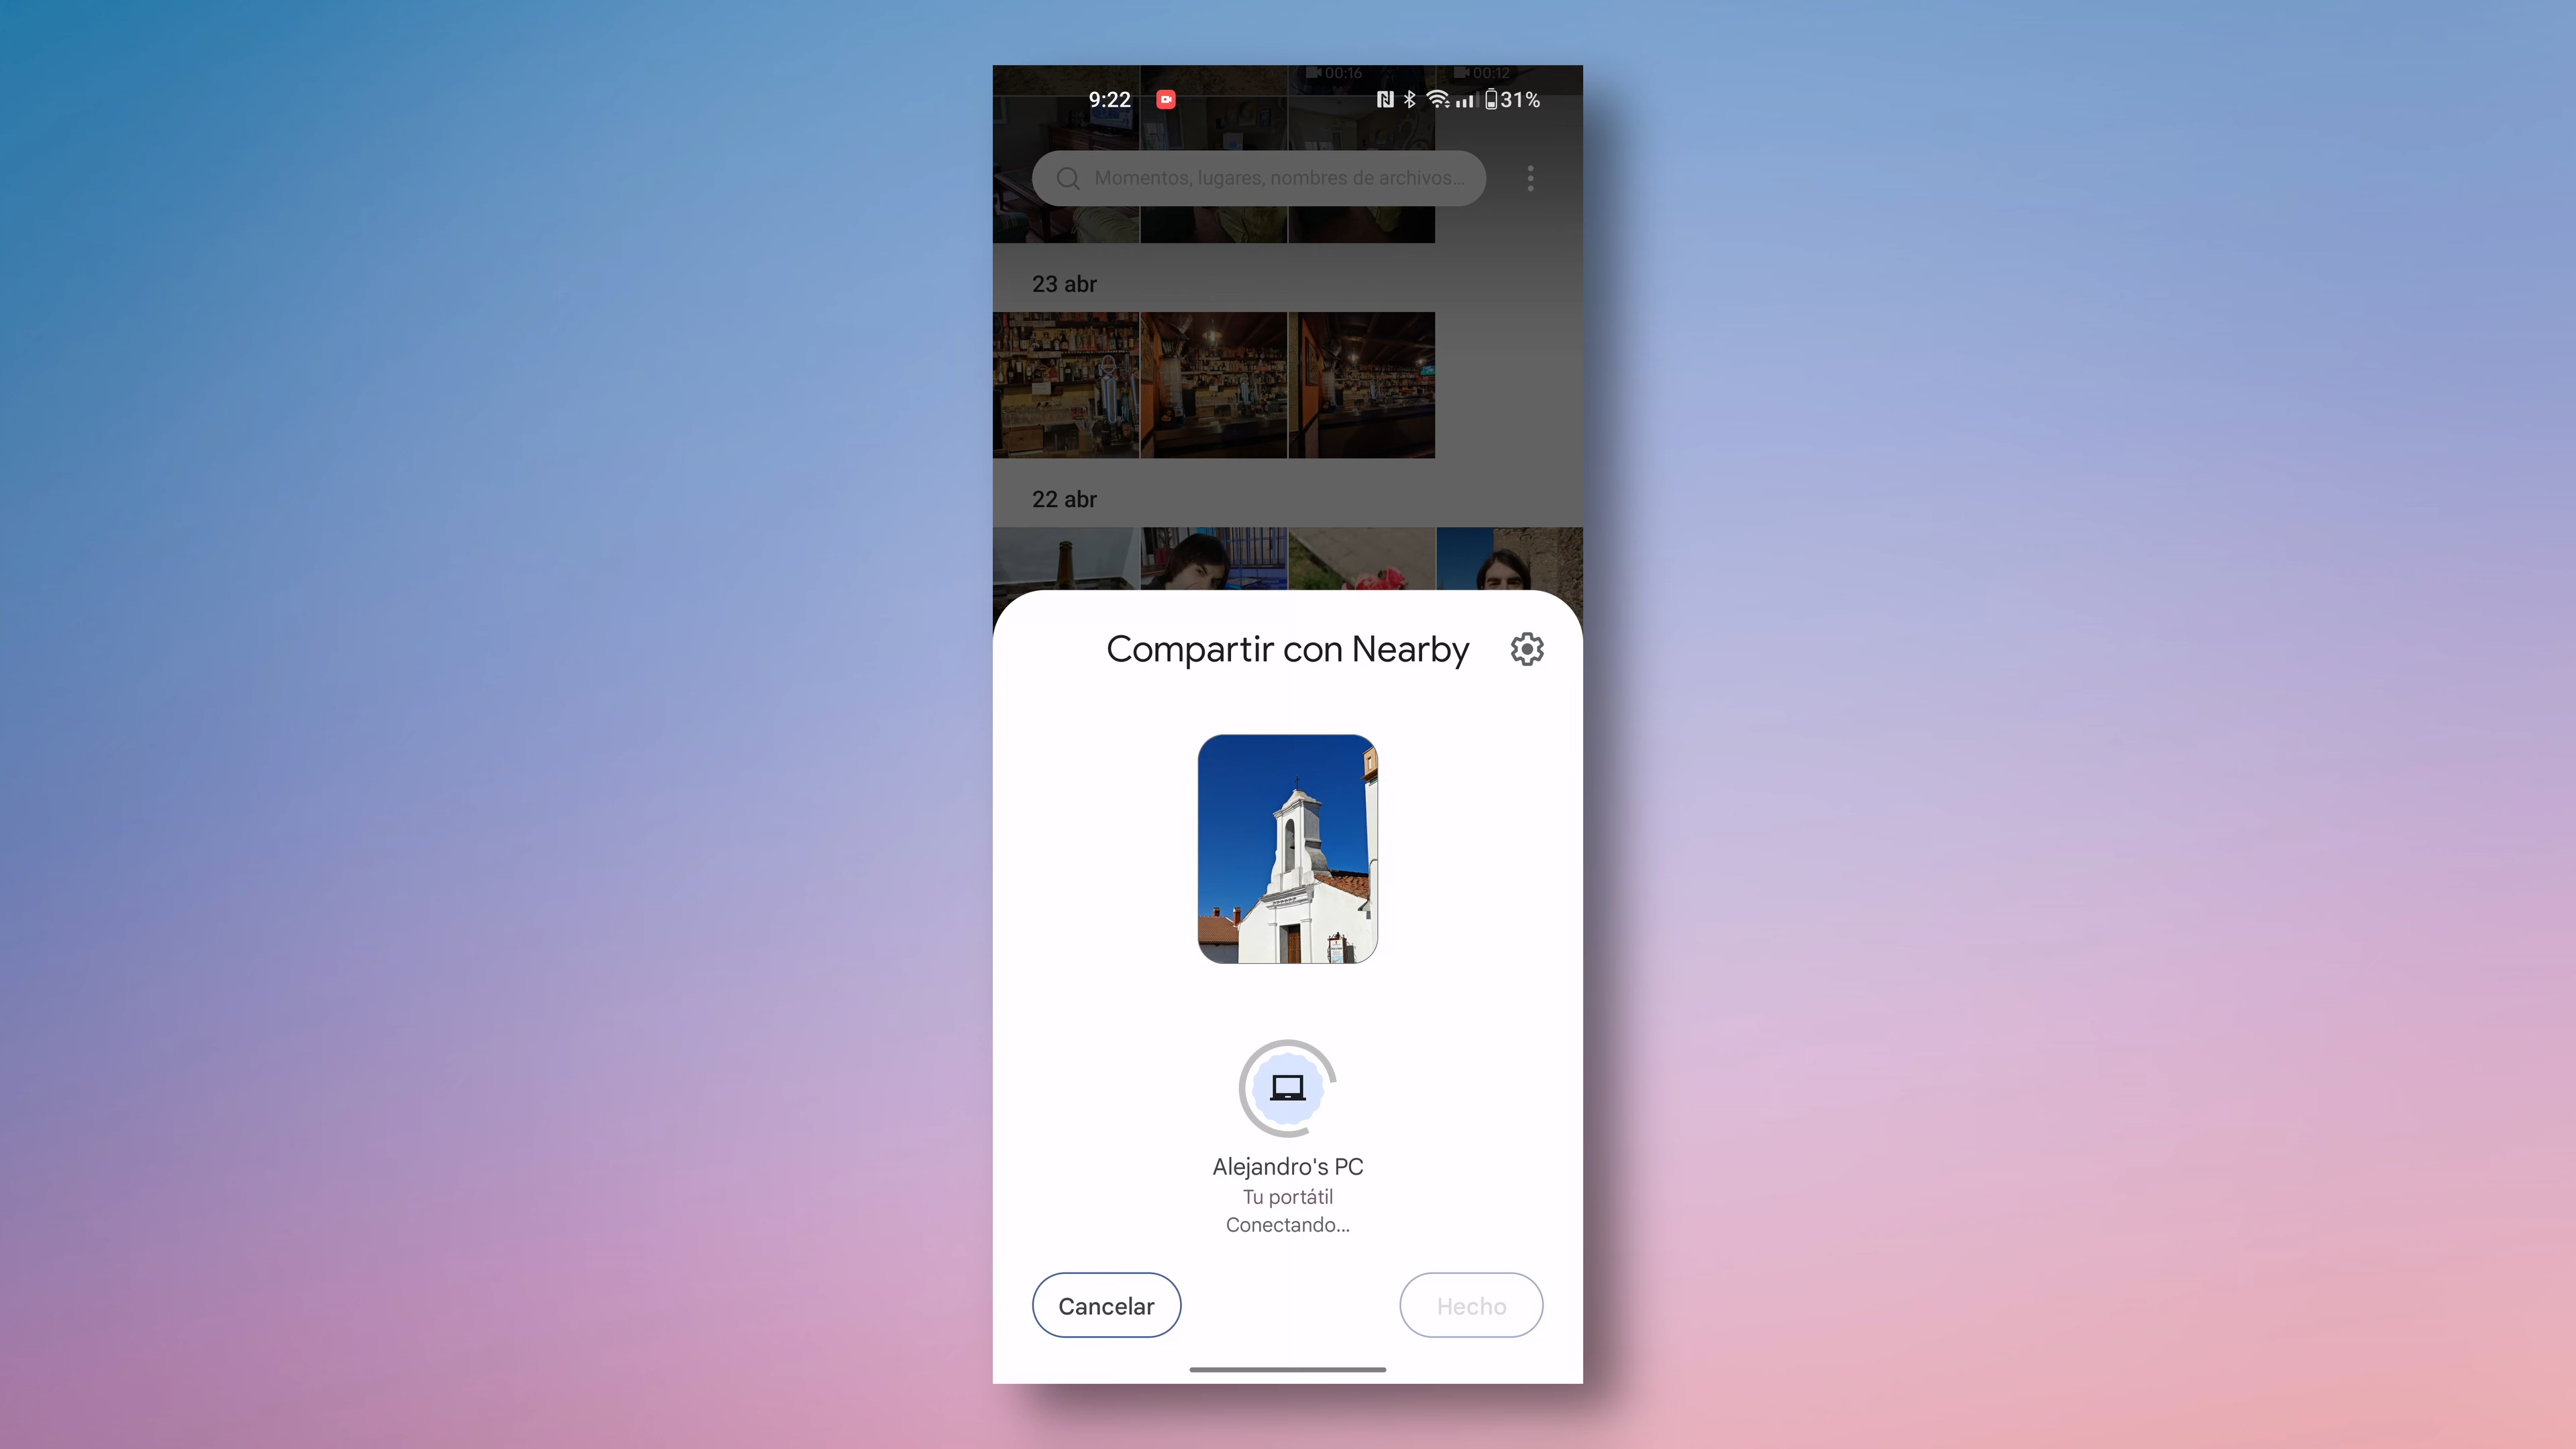 00:16
00:12
9:22
31%
Momentos, lugares, nombres de archivos...
23 abr
22 abr
Compartir con Nearby
Alejandro's PC
Tu portátil
Conectando...
Cancelar
Hecho